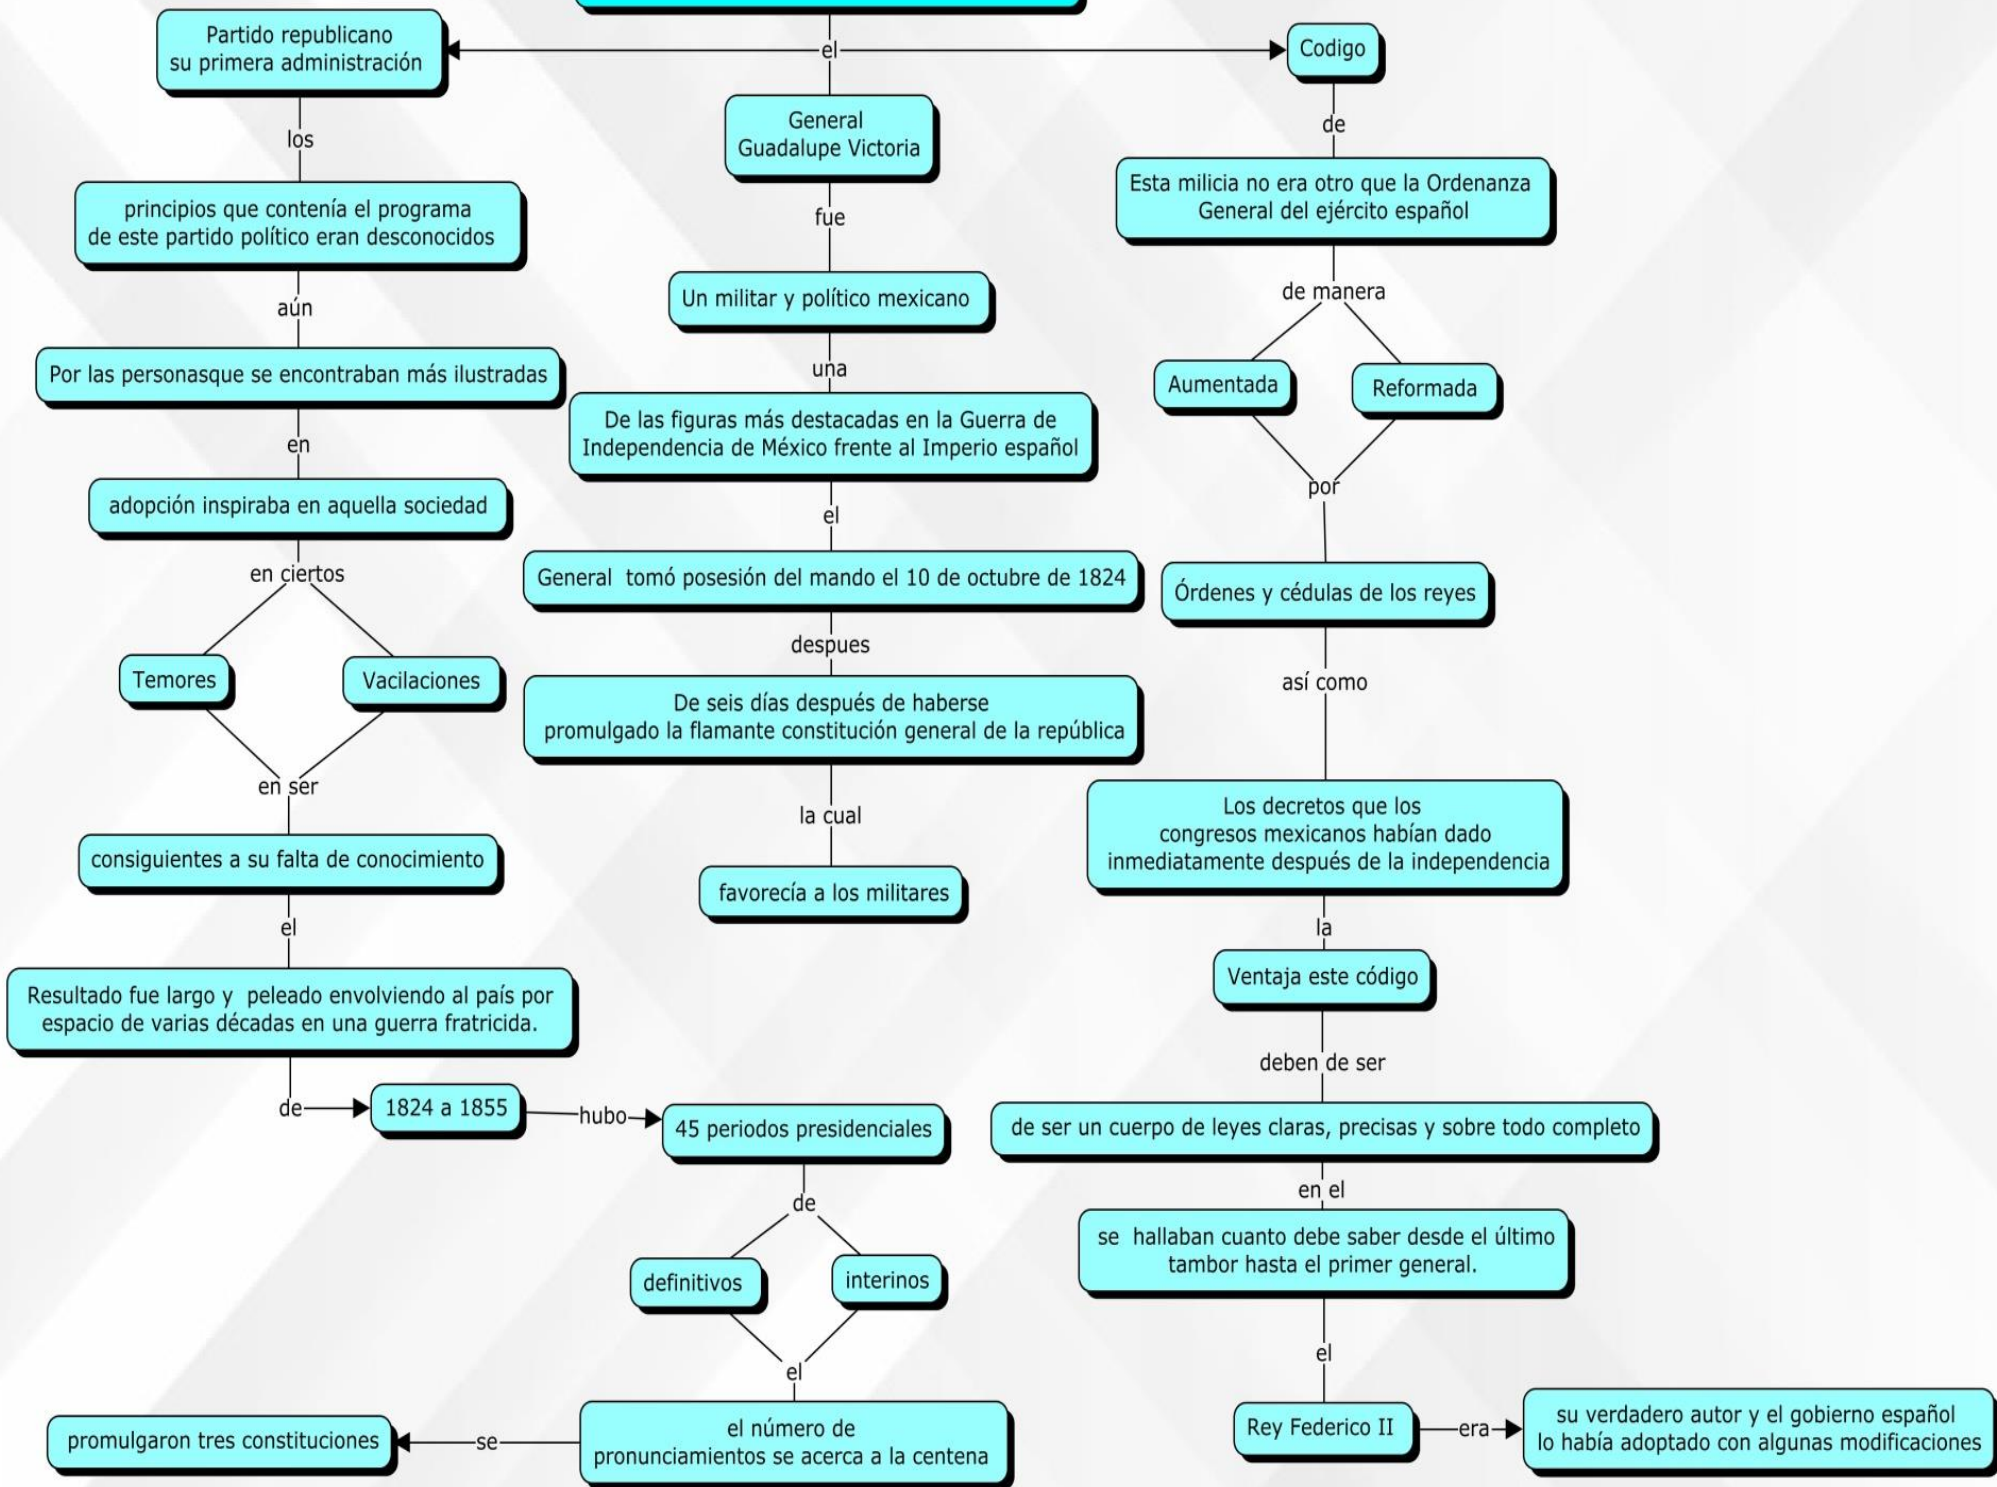 Partido republicano
su primera administración
los
principios que contenía el programa
de este partido político eran desconocidos
aún
Por las personasque se encontraban más ilustradas
en
adopción inspiraba en aquella sociedad
en ciertos
Temores
Vacilaciones
en ser
consiguientes a su falta de conocimiento
el
Resultado fue largo y peleado envolviendo al país por
espacio de varias décadas en una guerra fratricida.
de
1824 a 1855
hubo
45 periodos presidenciales
de
definitivos
interinos
el
el número de
pronunciamientos se acerca a la centena
se
promulgaron tres constituciones
el
General
Guadalupe Victoria
fue
Un militar y político mexicano
una
De las figuras más destacadas en la Guerra de
Independencia de México frente al Imperio español
el
General tomó posesión del mando el 10 de octubre de 1824
despues
De seis días después de haberse
promulgado la flamante constitución general de la república
la cual
favorecía a los militares
Codigo
de
Esta milicia no era otro que la Ordenanza
General del ejército español
de manera
Aumentada
Reformada
por
Órdenes y cédulas de los reyes
así como
Los decretos que los
congresos mexicanos habían dado
inmediatamente después de la independencia
la
Ventaja este código
deben de ser
de ser un cuerpo de leyes claras, precisas y sobre todo completo
en el
se hallaban cuanto debe saber desde el último
tambor hasta el primer general.
el
Rey Federico II
era
su verdadero autor y el gobierno español
lo había adoptado con algunas modificaciones